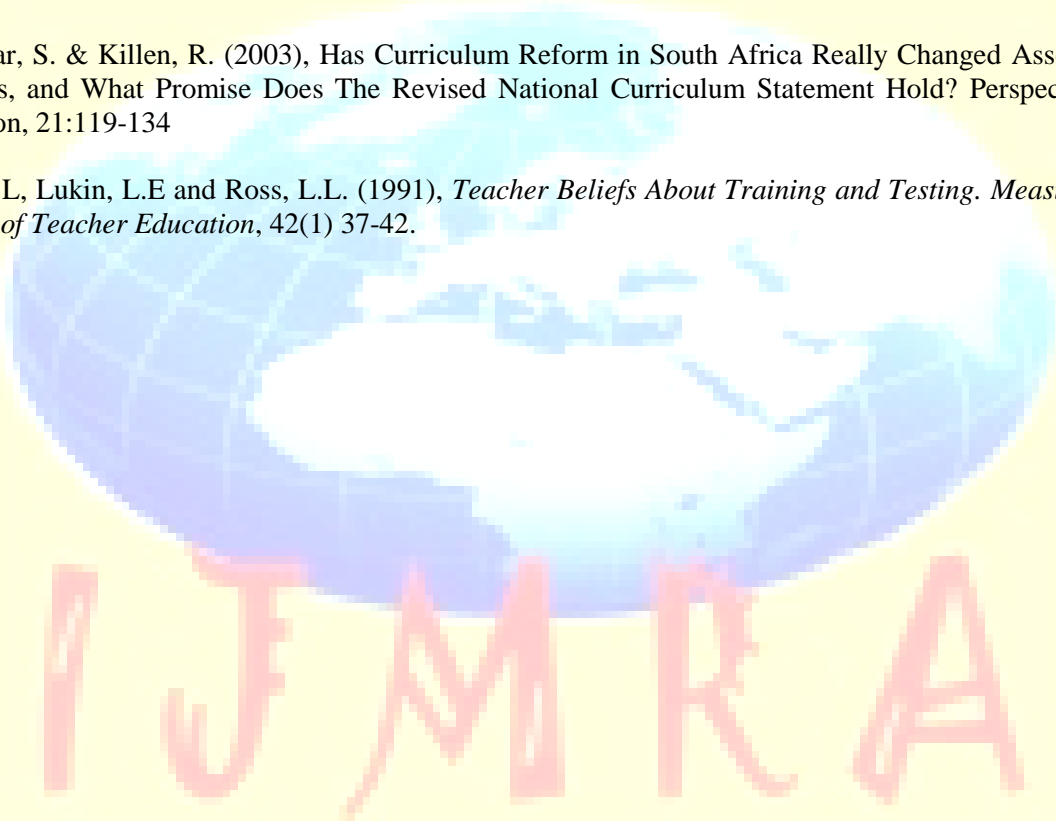 ar, S. & Killen, R. (2003), Has Curriculum Reform in South Africa Really Changed Ass
s, and What Promise Does The Revised National Curriculum Statement Hold? Perspec
on, 21:119-134
L, Lukin, L.E and Ross, L.L. (1991), Teacher Beliefs About Training and Testing. Meas
of Teacher Education, 42(1) 37-42.
IJMRA